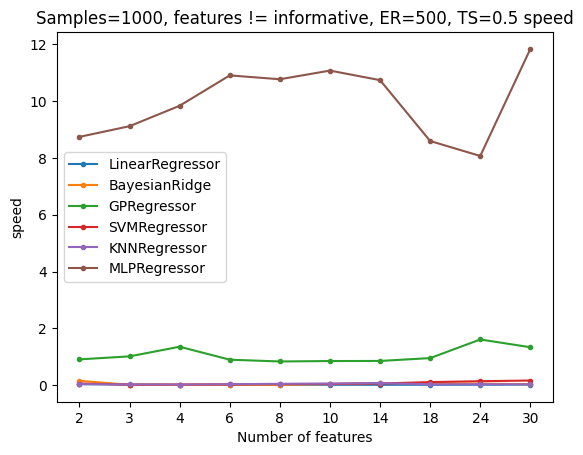 Samples=1000, features != informative, ER=500, TS=0.5 speed
12
10
8
6
4
2
0
speed
LinearRegressor
BayesianRidge
GPRegressor
SVMRegressor
KNNRegressor
MLPRegressor
2 3 4 6 8 10 14 18 24 30
Number of features